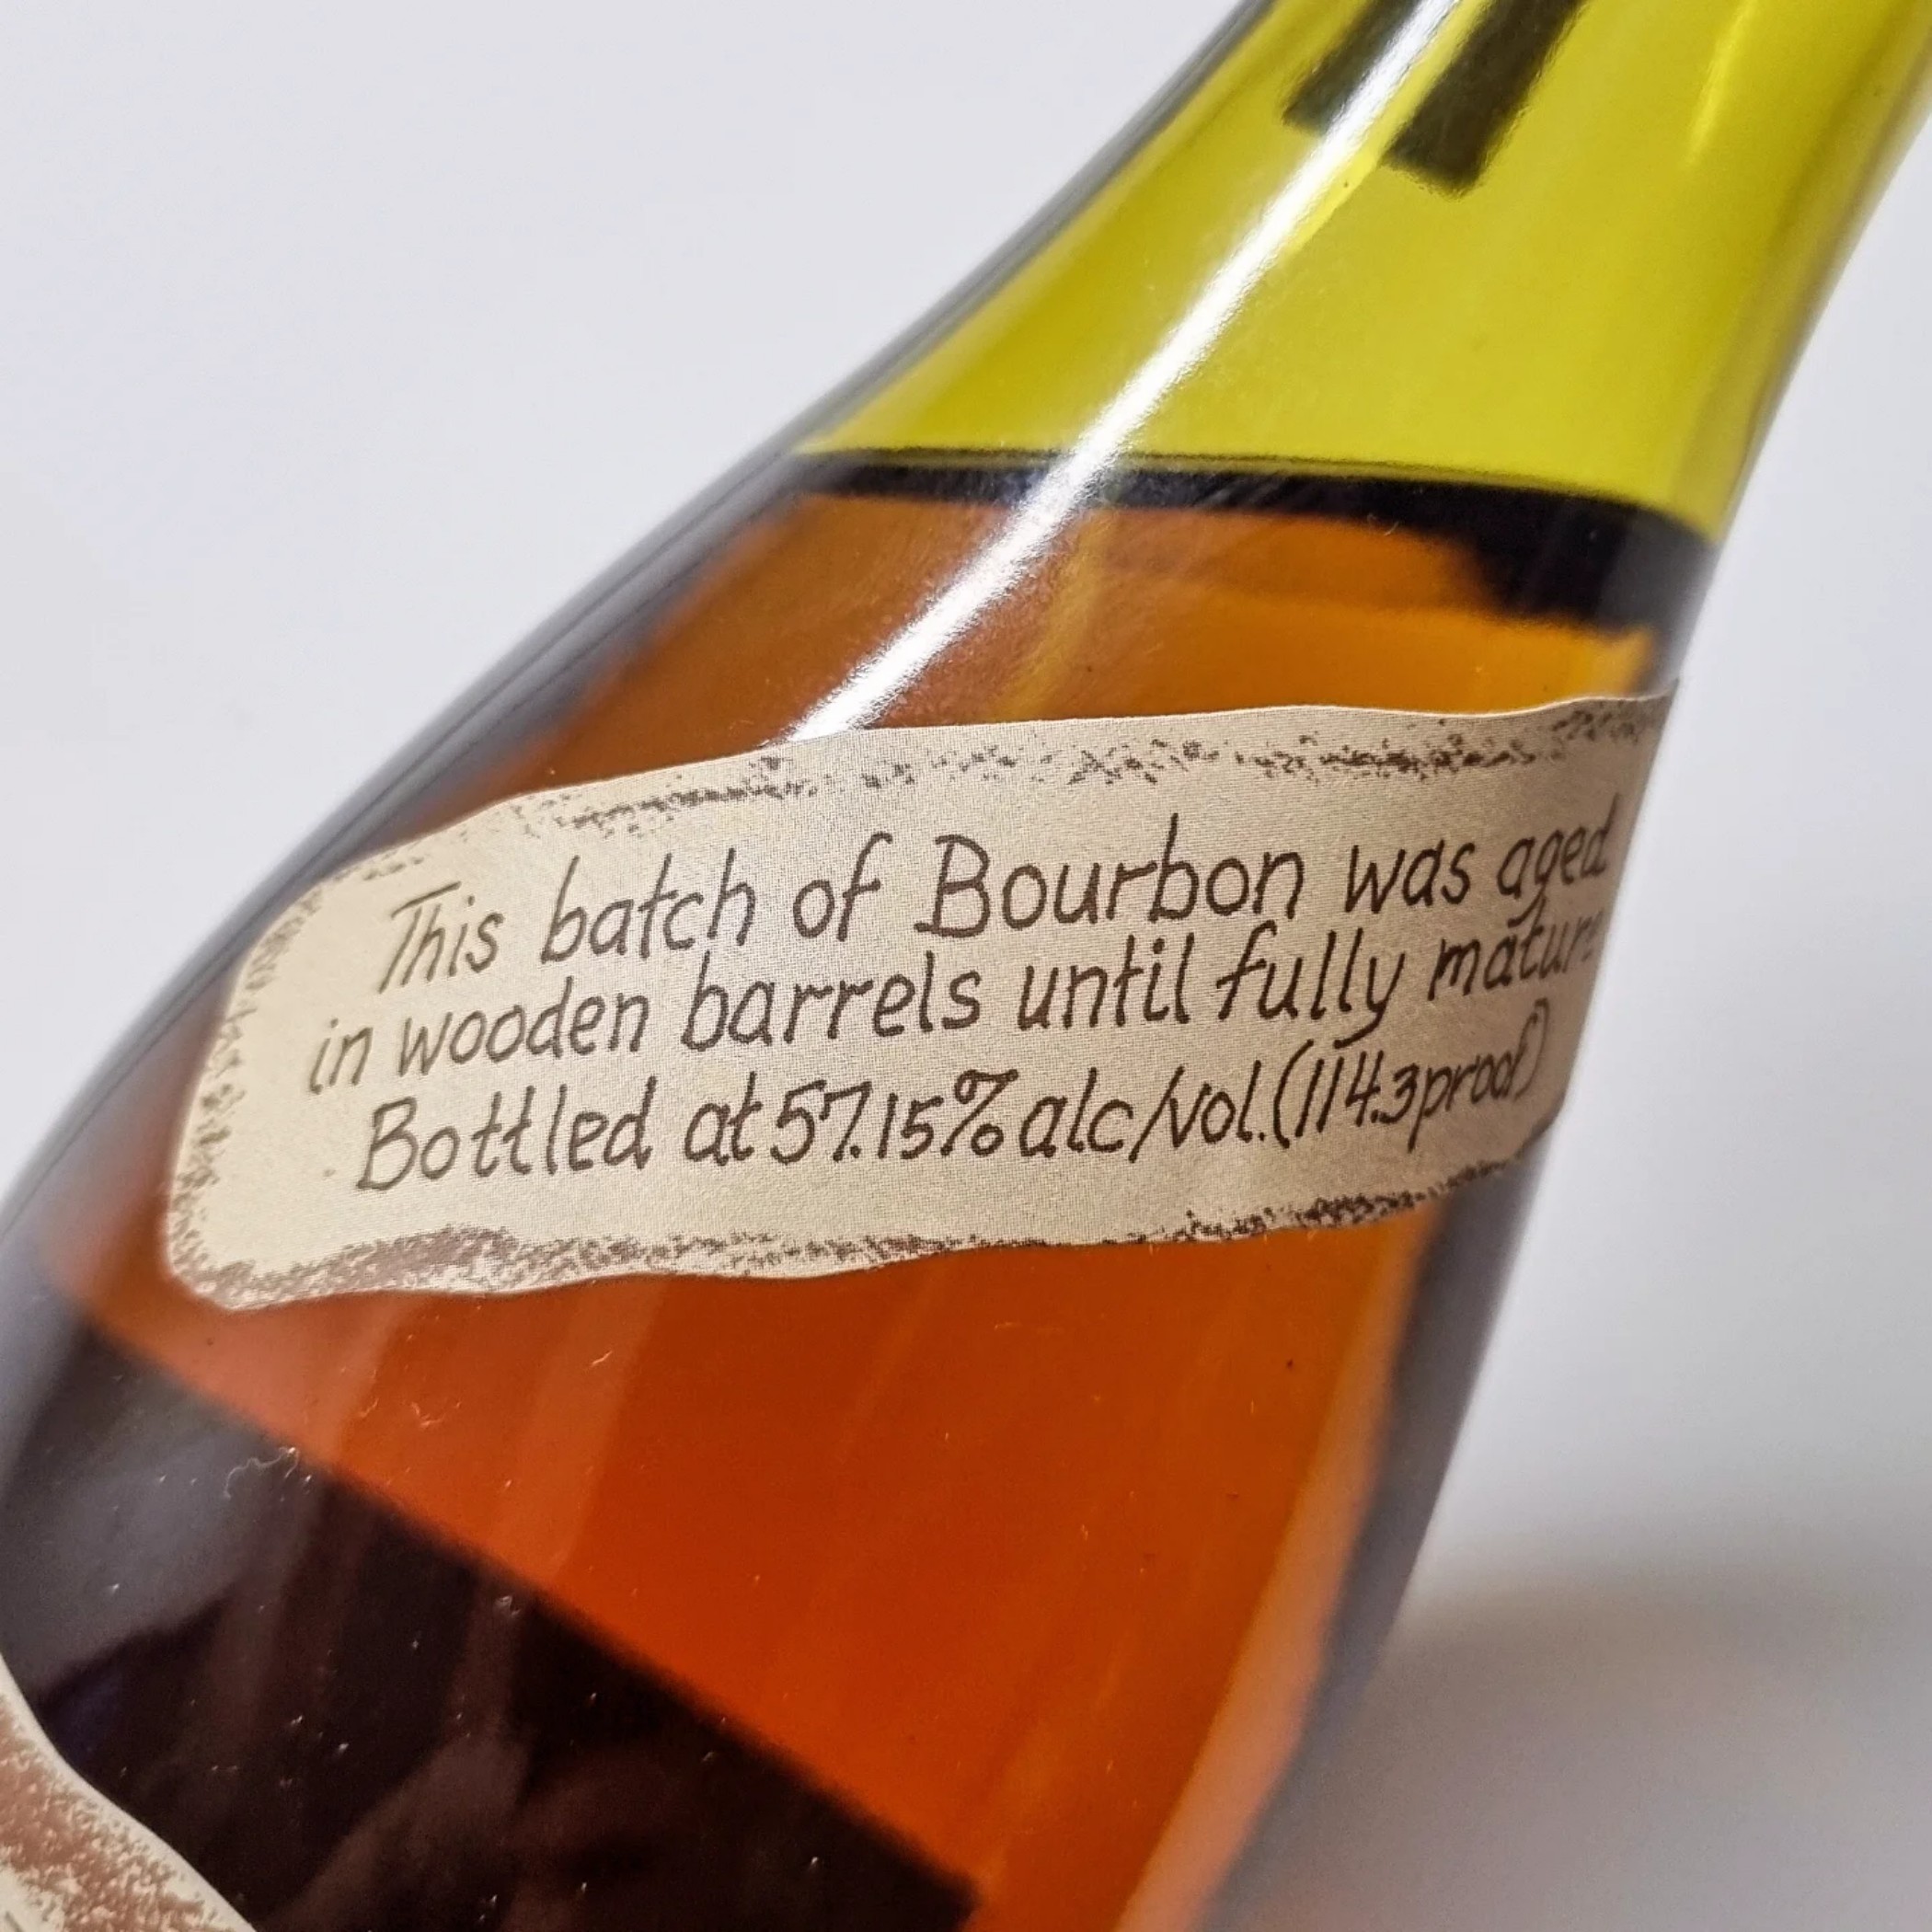 This batch of Bourbon was aged
in wooden barrels until fully mature
Bottled at 57.15% alc/vol. (114.3 proof)